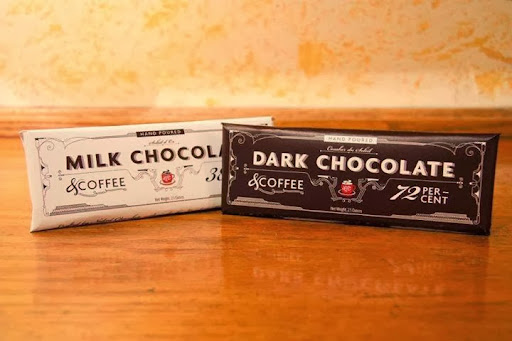 HAND POURED
MILK CHOCOLA
&COFFEE
38
HAND POURED
DARK CHOCOLATE
&COFFEE
72 PER-
CENT